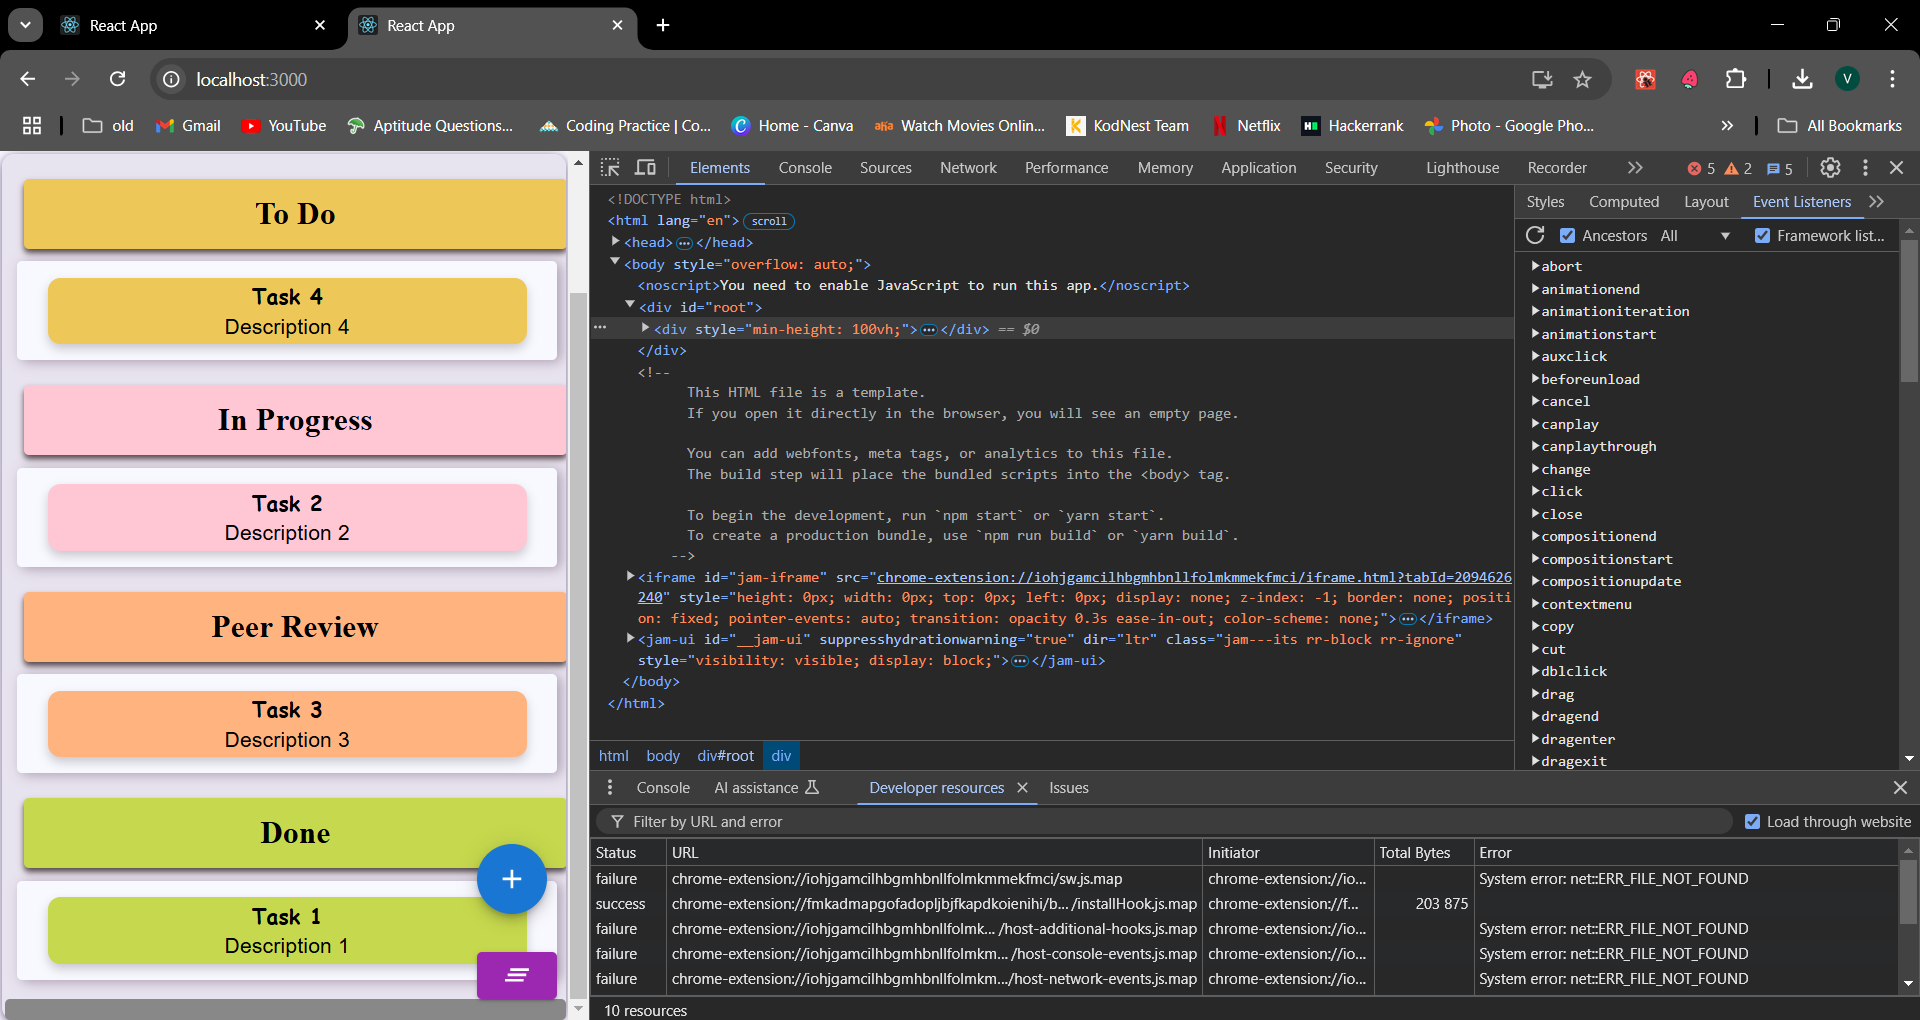 React App
React App
localhost:3000
V
old
Gmail
YouTube
Aptitude Questions...
Coding Practice | Co...
Home - Canva
Watch Movies Onlin...
KodNest Team
Netflix
Hackerrank
Photo - Google Pho...
All Bookmarks
To Do
Task 4
Description 4
In Progress
Task 2
Description 2
Peer Review
Task 3
Description 3
Done
+
Task 1
Description 1
Elements
Console
Sources
Network
Performance
Memory
Application
Security
Lighthouse
Recorder
5
2
5
<!DOCTYPE html>
<html lang="en"> scroll
<head> ... </head>
<body style="overflow: auto;">
<noscript>You need to enable JavaScript to run this app.</noscript>
<div id="root">
<div style="min-height: 100vh;"> ... </div> == $0
</div>
<!--
This HTML file is a template.
If you open it directly in the browser, you will see an empty page.
You can add webfonts, meta tags, or analytics to this file.
The build step will place the bundled scripts into the <body> tag.
To begin the development, run `npm start` or `yarn start`.
To create a production bundle, use `npm run build` or `yarn build`.
-->
<iframe id="jam-iframe" src="chrome-extension://iohjgamcilhbgmhbnllfolmkmmekfmci/iframe.html?tabId=2094626
240" style="height: 0px; width: 0px; top: 0px; left: 0px; display: none; z-index: -1; border: none; positi
on: fixed; pointer-events: auto; transition: opacity 0.3s ease-in-out; color-scheme: none;"> ... </iframe>
<jam-ui id="__jam-ui" suppresshydrationwarning="true" dir="ltr" class="jam---its rr-block rr-ignore"
style="visibility: visible; display: block;"> ... </jam-ui>
</body>
</html>
html
body
div#root
div
Styles
Computed
Layout
Event Listeners
Ancestors
All
Framework list...
abort
animationend
animationiteration
animationstart
auxclick
beforeunload
cancel
canplay
canplaythrough
change
click
close
compositionend
compositionstart
compositionupdate
contextmenu
copy
cut
dblclick
drag
dragend
dragenter
dragexit
Console
AI assistance
Developer resources
Issues
Filter by URL and error
Load through website
Status URL Initiator Total Bytes Error
failure chrome-extension://iohjgamcilhbgmhbnllfolmkmmekfmci/sw.js.map chrome-extension://io... System error: net::ERR_FILE_NOT_FOUND
success chrome-extension://fmkadmapgofadopljbjfkapdkoienihi/b... /installHook.js.map chrome-extension://f... 203 875
failure chrome-extension://iohjgamcilhbgmhbnllfolmk... /host-additional-hooks.js.map chrome-extension://io... System error: net::ERR_FILE_NOT_FOUND
failure chrome-extension://iohjgamcilhbgmhbnllfolmkm... /host-console-events.js.map chrome-extension://io... System error: net::ERR_FILE_NOT_FOUND
failure chrome-extension://iohjgamcilhbgmhbnllfolmkm.../host-network-events.js.map chrome-extension://io... System error: net::ERR_FILE_NOT_FOUND
10 resources